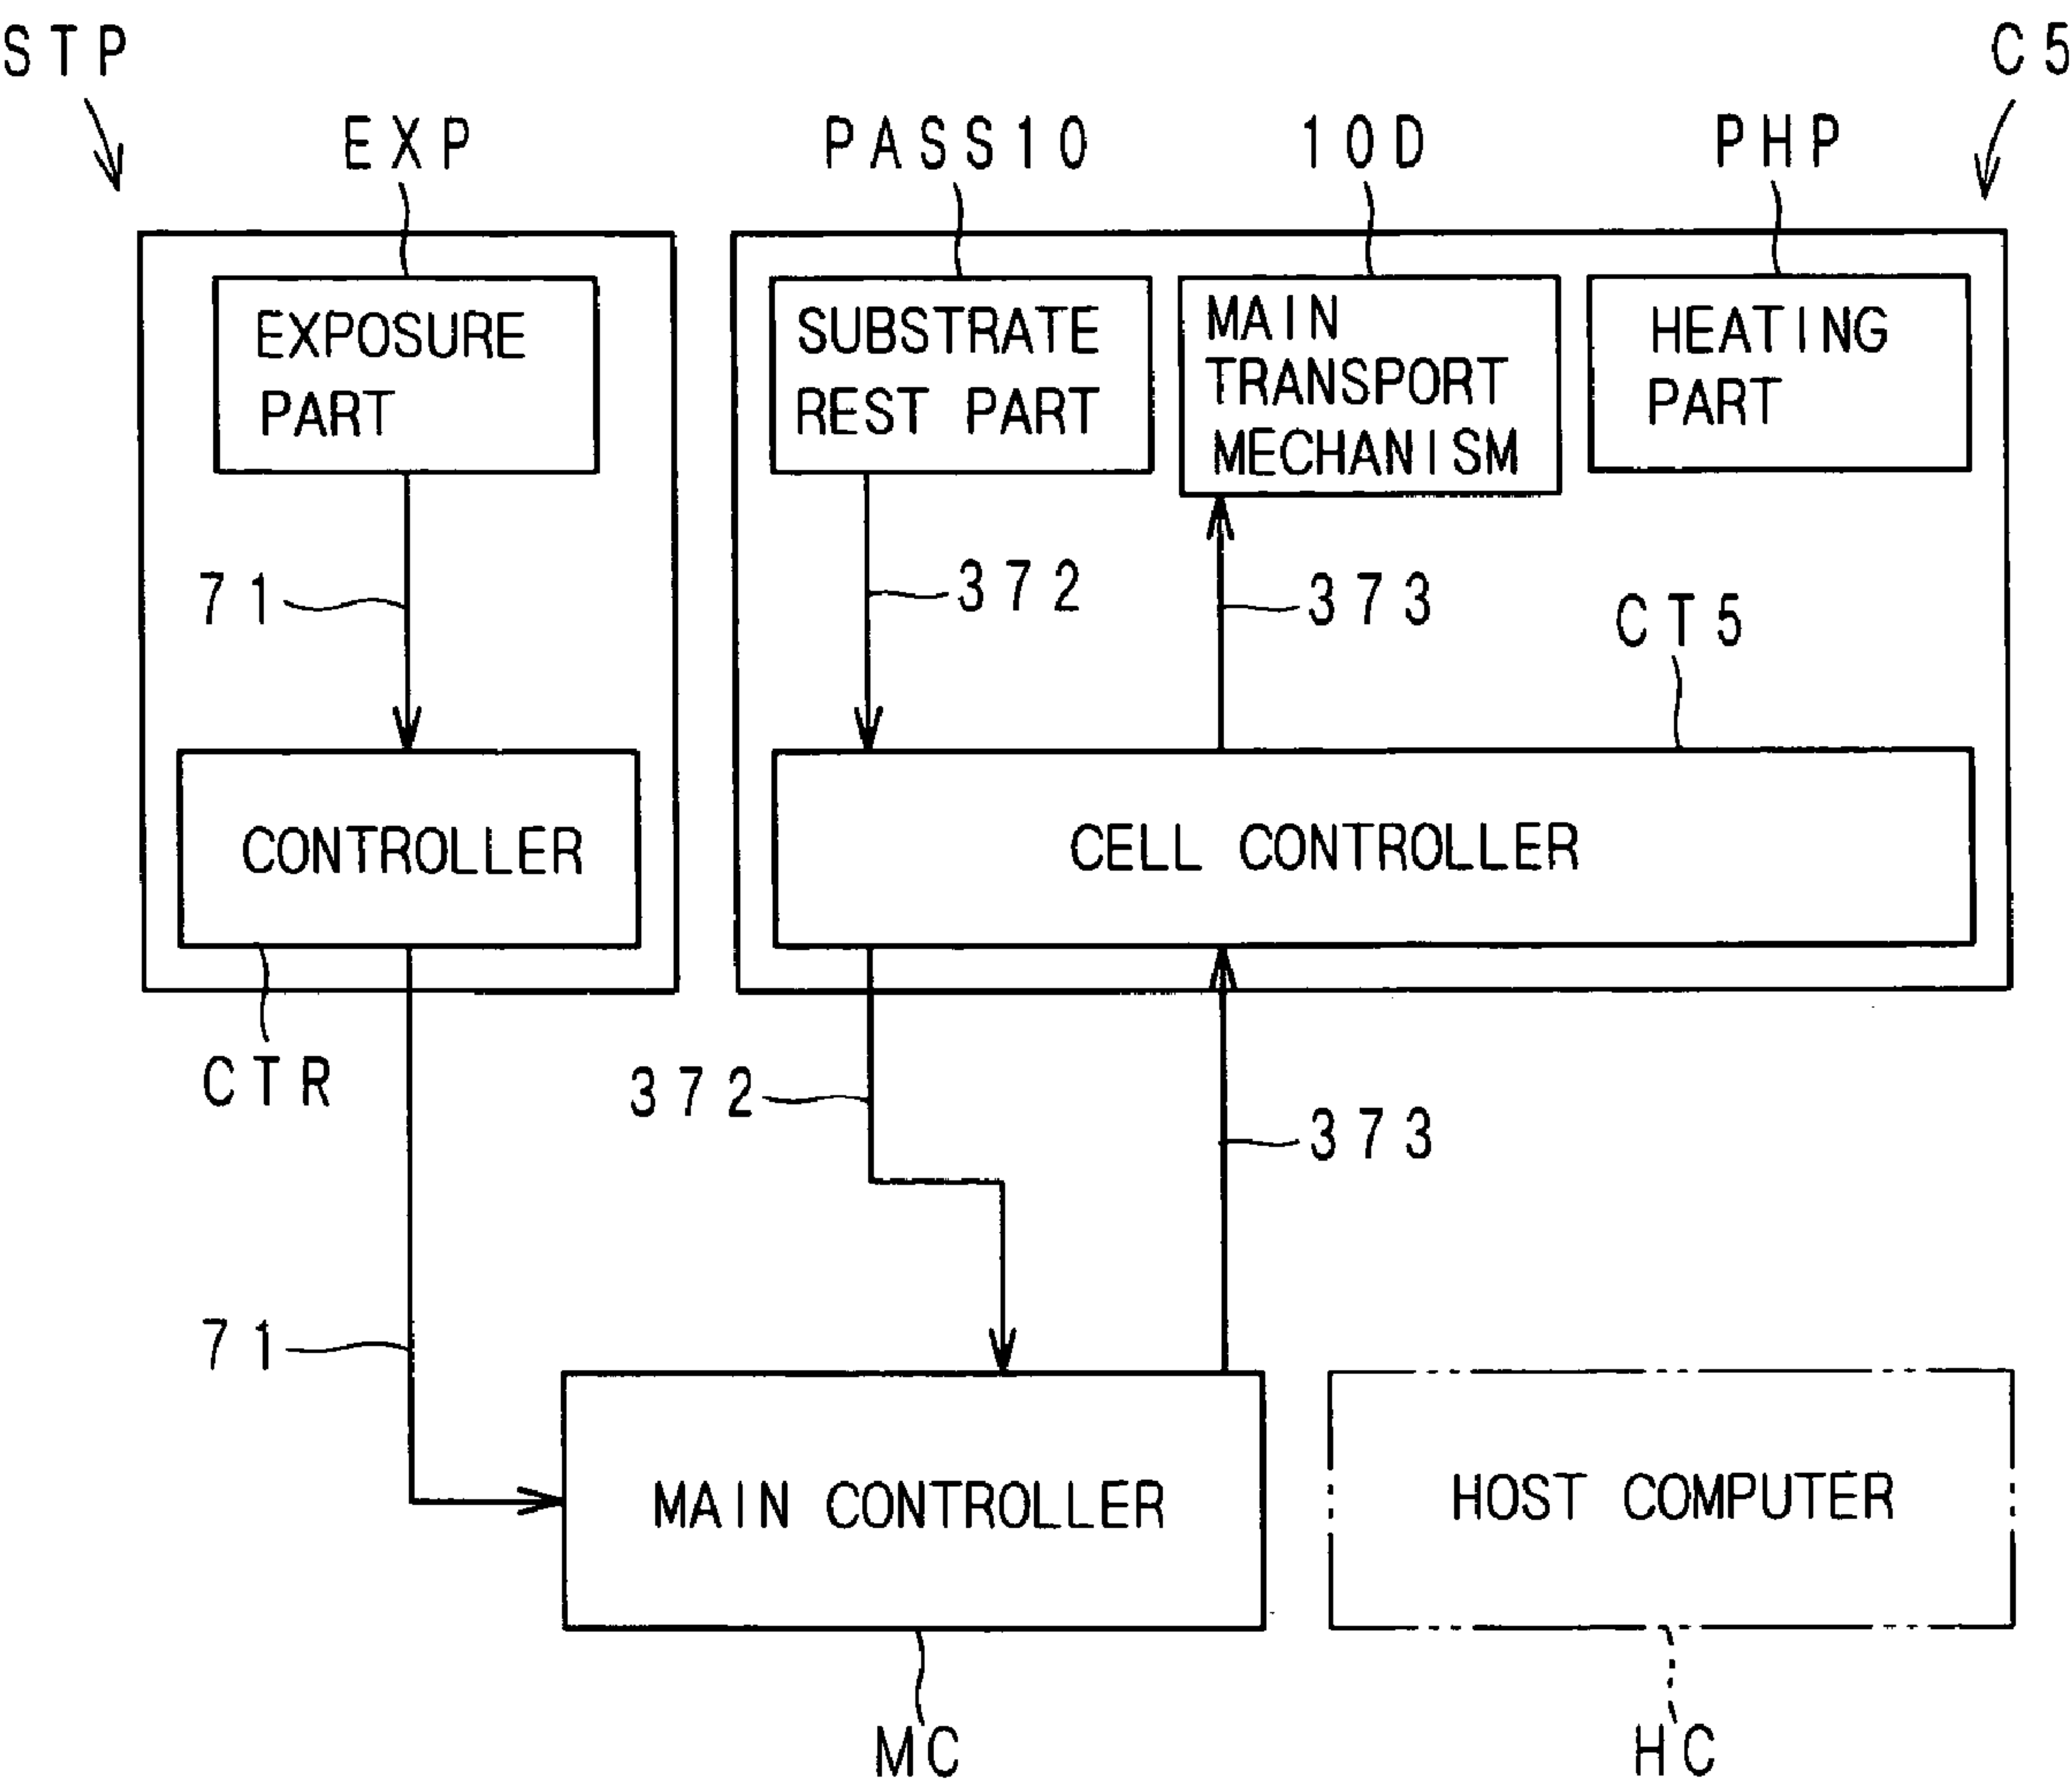 STP
C5
EXP
PASS10
10D
PHP
EXPOSURE
PART
SUBSTRATE
REST PART
MAIN
TRANSPORT
MECHANISM
HEATING
PART
71
372
373
CT5
CONTROLLER
CELL CONTROLLER
CTR
372
373
71
MAIN CONTROLLER
HOST COMPUTER
MC
HC